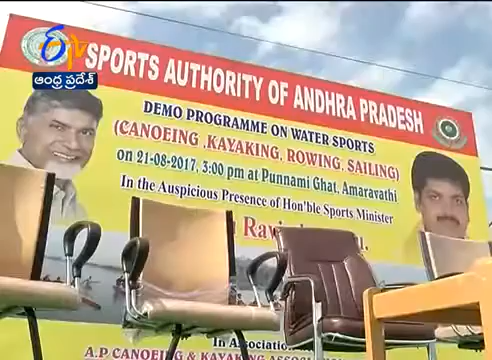 ఆంధ్ర ప్రదేశ్
SPORTS AUTHORITY OF ANDHRA PRADESH
DEMO PROGRAMME ON WATER SPORTS
(CANOEING ,KAYAKING, ROWING, SAILING)
on 21-08-2017, 3:00 pm at Punnami Ghat, Amaravathi
In the Auspicious Presence of Hon'ble Sports Minister
In Association
A.P CANOEING & KAYAKING